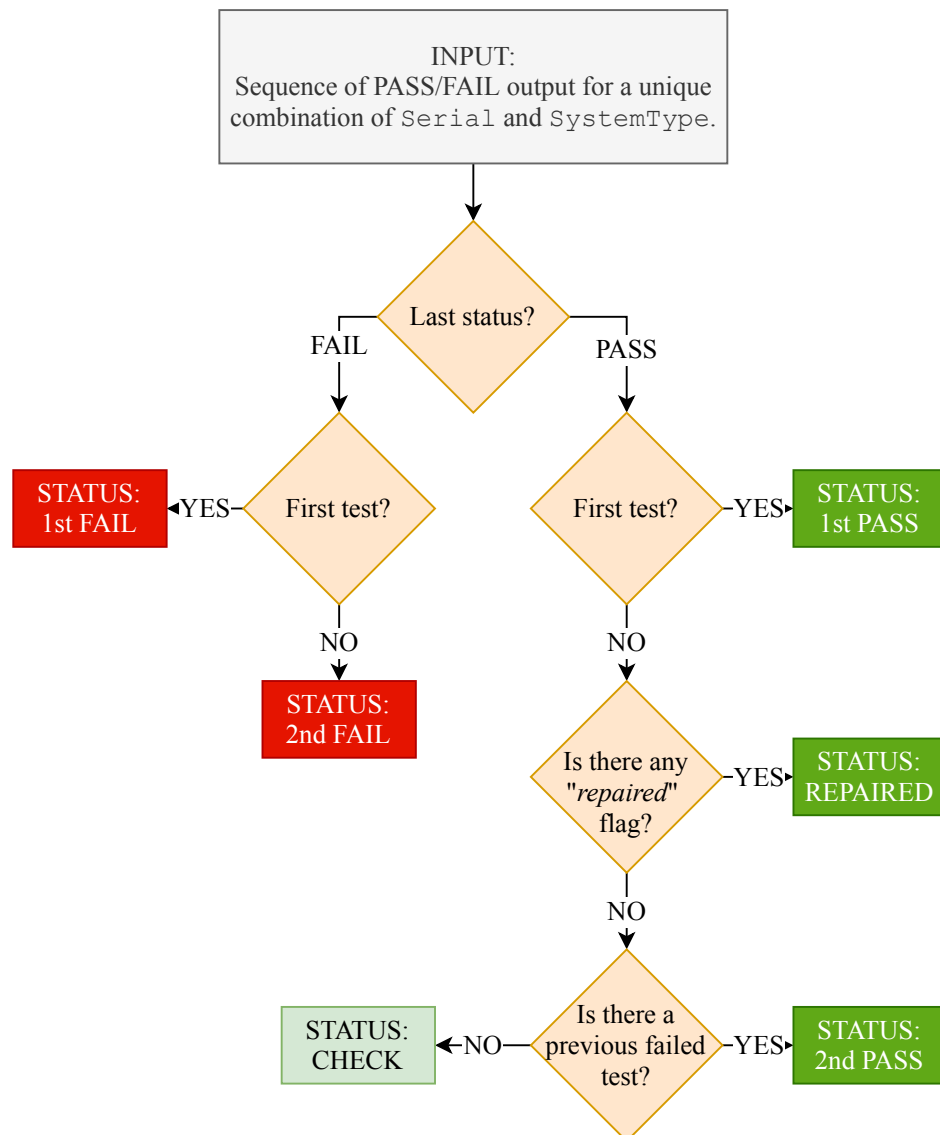 INPUT:
Sequence of PASS/FAIL output for a unique
combination of Serial and SystemType.
Last status?
FAIL
PASS
STATUS:
1st FAIL
YES
First test?
First test?
YES
STATUS:
1st PASS
NO
NO
STATUS:
2nd FAIL
Is there any
"repaired"
flag?
YES
STATUS:
REPAIRED
NO
STATUS:
CHECK
NO
Is there a
previous failed
test?
YES
STATUS:
2nd PASS